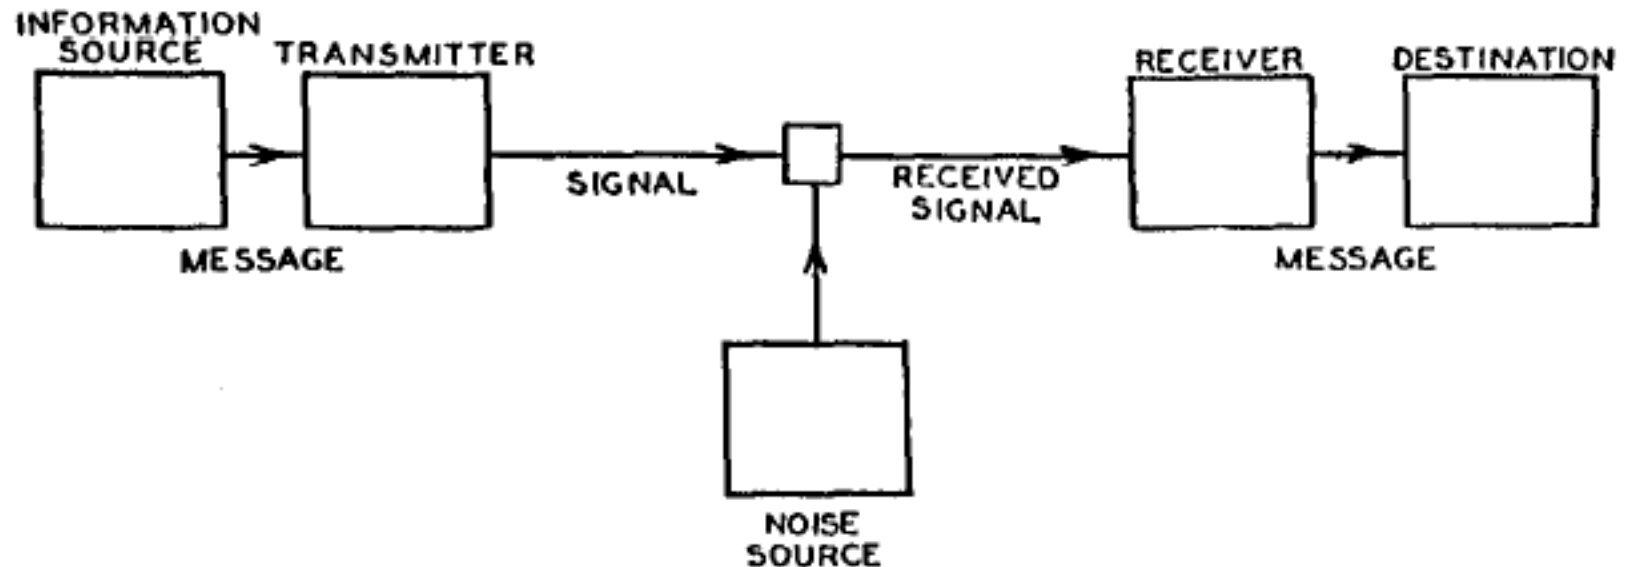 INFORMATION
SOURCE
TRANSMITTER
RECEIVER
DESTINATION
SIGNAL
RECEIVED
SIGNAL
MESSAGE
MESSAGE
NOISE
SOURCE